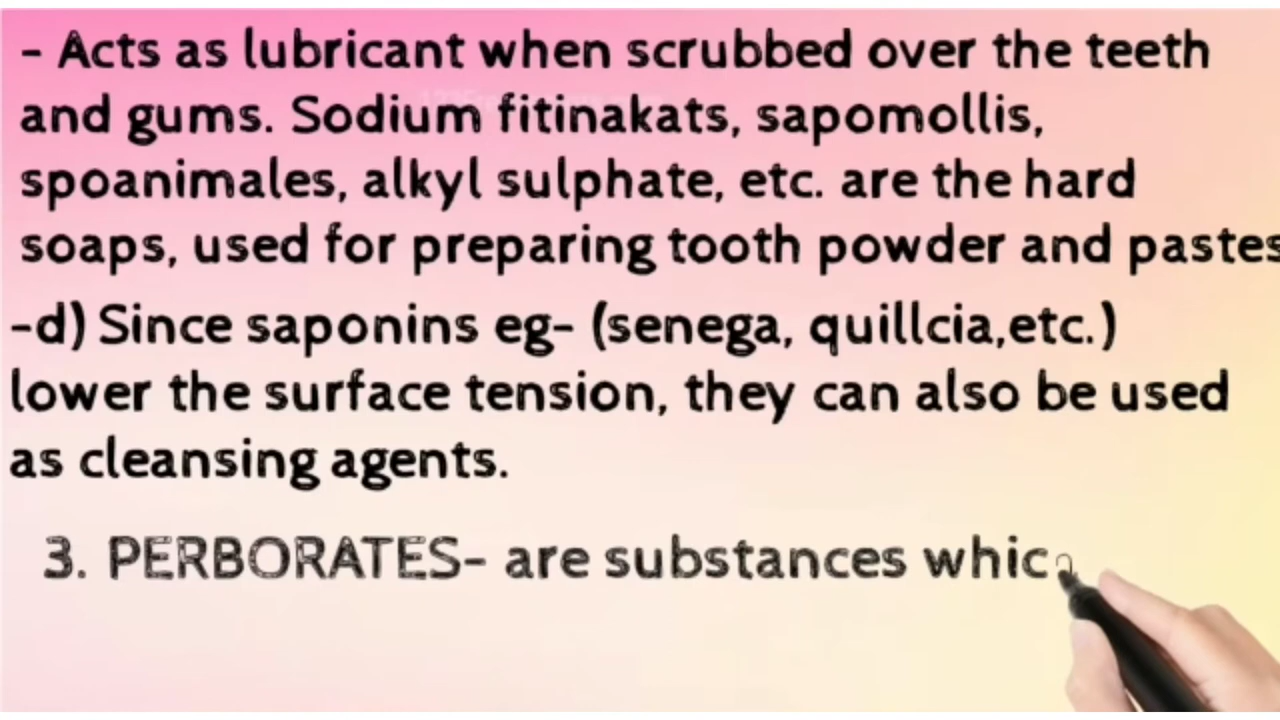 - Acts as lubricant when scrubbed over the teeth
and gums. Sodium fitinakats, sapomollis,
spoanimales, alkyl sulphate, etc. are the hard
soaps, used for preparing tooth powder and pastes
-d) Since saponins eg- (senega, quillcia,etc.)
lower the surface tension, they can also be used
as cleansing agents.
3. PERBORATES- are substances whic